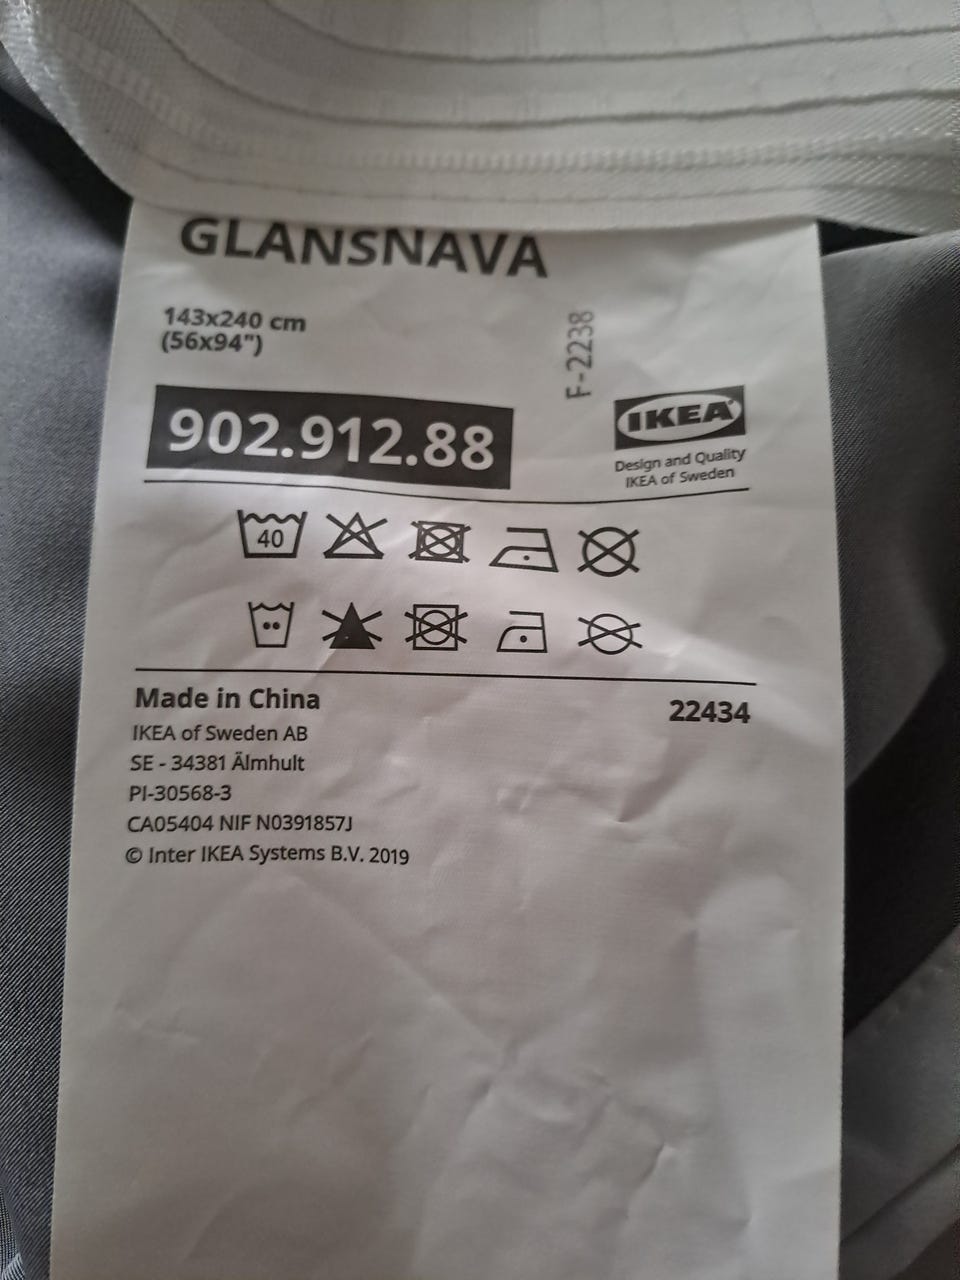 GLANSNAVA
143x240 cm
(56x94")
F-2238
902.912.88
IKEA
Design and Quality
IKEA of Sweden
40
Made in China
22434
IKEA of Sweden AB
SE - 34381 Älmhult
PI-30568-3
CA05404 NIF N0391857J
© Inter IKEA Systems B.V. 2019